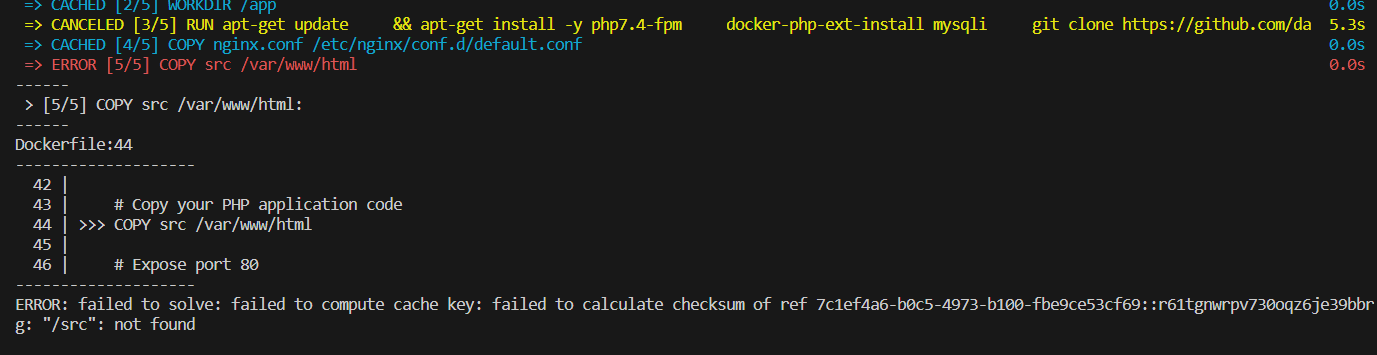 => CACHED [2/5] WORKDIR /app 0.0s
=> CANCELED [3/5] RUN apt-get update && apt-get install -y php7.4-fpm docker-php-ext-install mysqli git clone https://github.com/da 5.3s
=> CACHED [4/5] COPY nginx.conf /etc/nginx/conf.d/default.conf 0.0s
=> ERROR [5/5] COPY src /var/www/html 0.0s
------
> [5/5] COPY src /var/www/html:
------
Dockerfile:44
--------------------
42 |
43 | # Copy your PHP application code
44 | >>> COPY src /var/www/html
45 |
46 | # Expose port 80
--------------------
ERROR: failed to solve: failed to compute cache key: failed to calculate checksum of ref 7c1ef4a6-b0c5-4973-b100-fbe9ce53cf69::r61tgnwrpv730oqz6je39bbr
g: "/src": not found